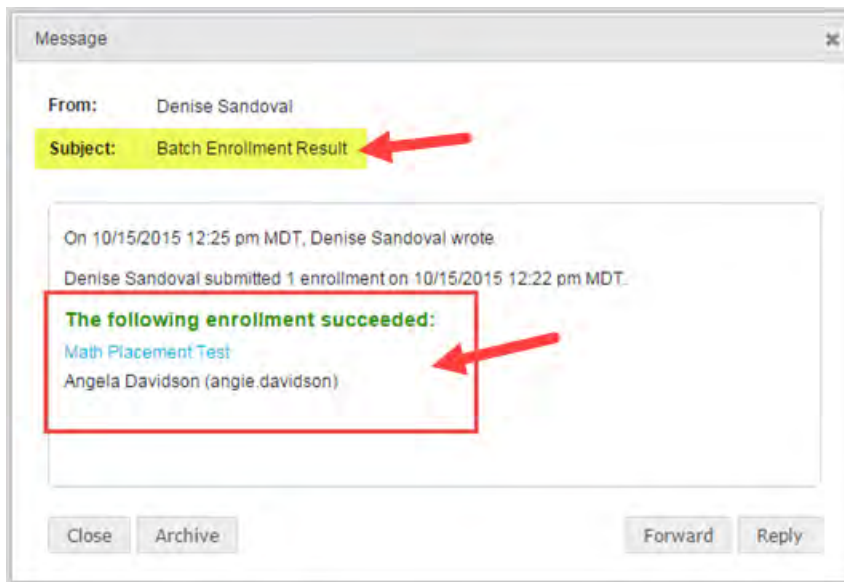 Message
From: Denise Sandoval
Subject: Batch Enrollment Result
On 10/15/2015 12:25 pm MDT, Denise Sandoval wrote
Denise Sandoval submitted 1 enrollment on 10/15/2015 12:22 pm MDT.
The following enrollment succeeded:
Math Placement Test
Angela Davidson (angie.davidson)
Close Archive Forward Reply